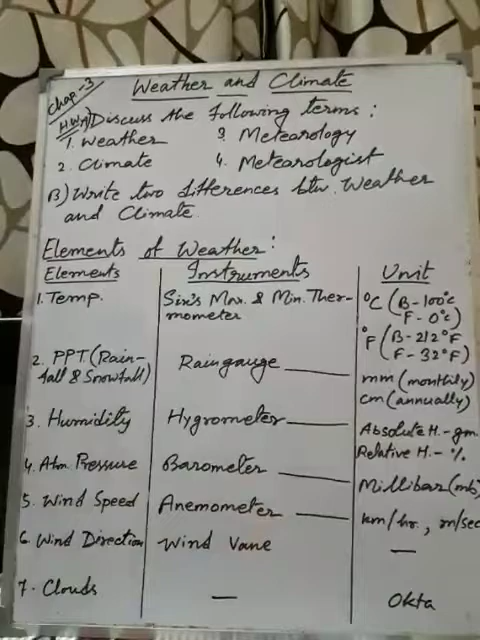 Chap.-3
Weather and Climate
H.W. A) Discuss the following terms:
1. Weather 3. Meteorology
2. Climate 4. Meteorologist
B) Write two differences btw. Weather
and Climate.
Elements of Weather:
Elements Instruments Unit
1. Temp. Six's Max. & Min. Ther-
mometer
°C (B-100°C
F-0°C)
°F (B-212°F
F-32°F)
2. PPT. (Rain-
fall & Snowfall) Raingauge
mm (monthly)
cm (annually)
3. Humidity Hygrometer
Absolute H.- gm
Relative H.- %
4. Atm. Pressure Barometer Millibar (mb)
5. Wind Speed Anemometer km/hr., m/sec
6. Wind Direction Wind Vane —
7. Clouds — Okta